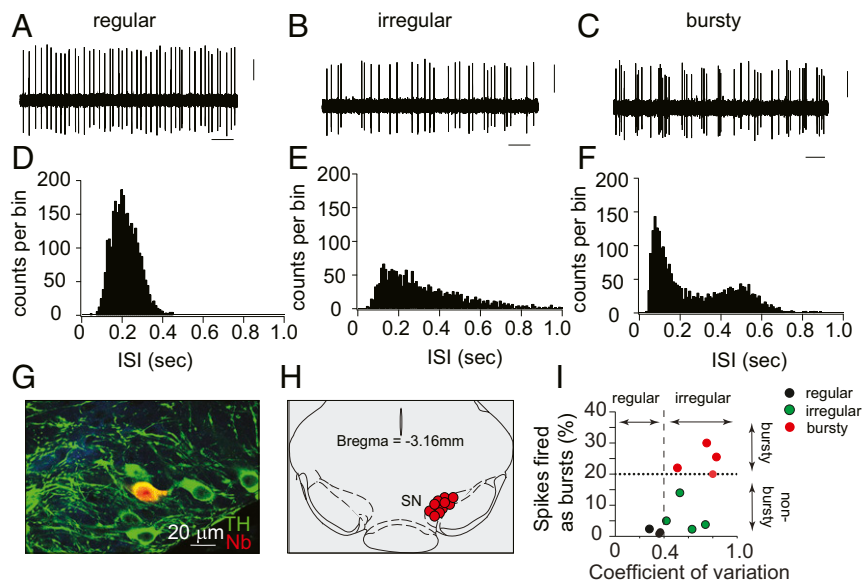 A
regular
B
irregular
C
bursty
D
200
150
100
50
0
counts per bin
0
0.2
0.4
0.6
0.8
1.0
ISI (sec)
E
200
150
100
50
0
counts per bin
0
0.2
0.4
0.6
0.8
1.0
ISI (sec)
F
200
150
100
50
0
counts per bin
0
0.2
0.4
0.6
0.8
1.0
ISI (sec)
G
20 μm
TH
Nb
H
Bregma = -3.16mm
SN
I
regular
irregular
regular
irregular
bursty
40
30
20
10
0
Spikes fired
as bursts (%)
bursty
non-
bursty
0
0.4
1.0
Coefficient of variation